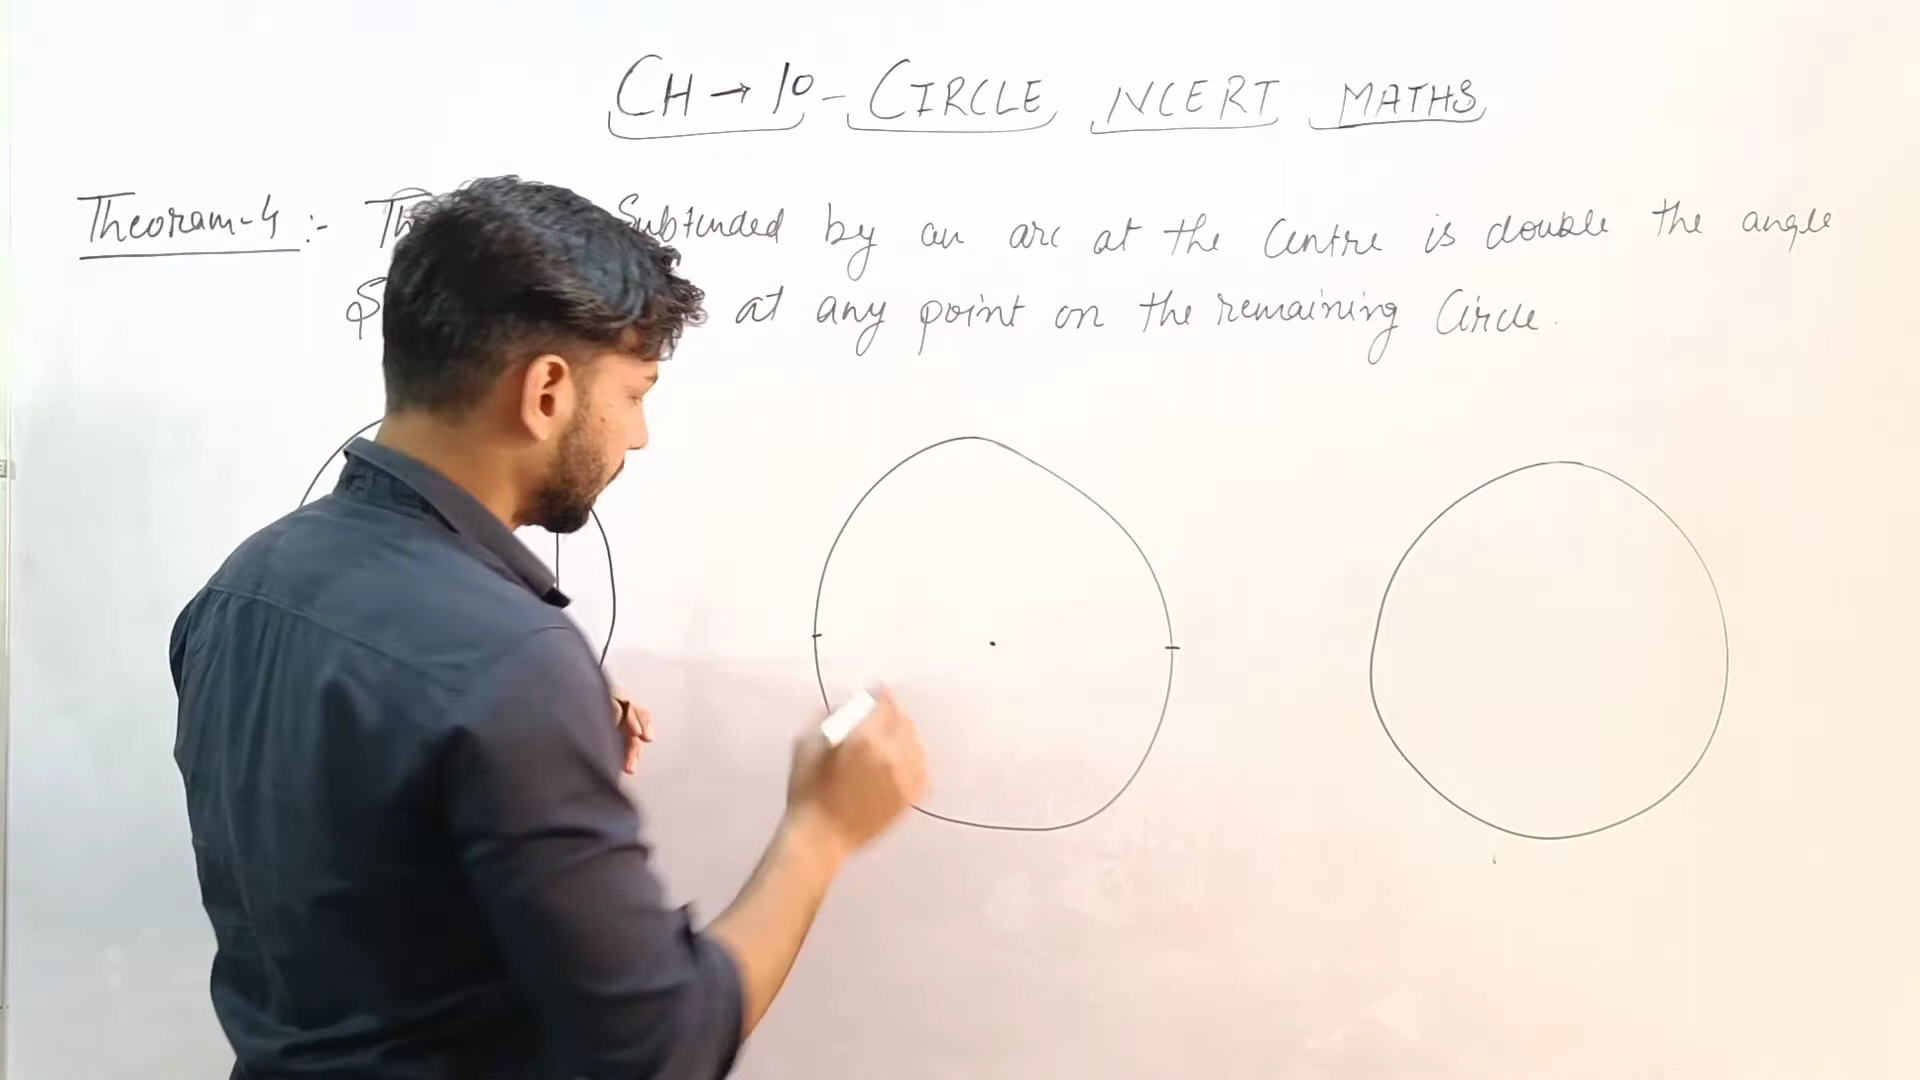 CH → 10 - CIRCLE NCERT MATHS
Theoram-4 :- Subtended by an arc at the Centre is double the angle
at any point on the remaining Circle.